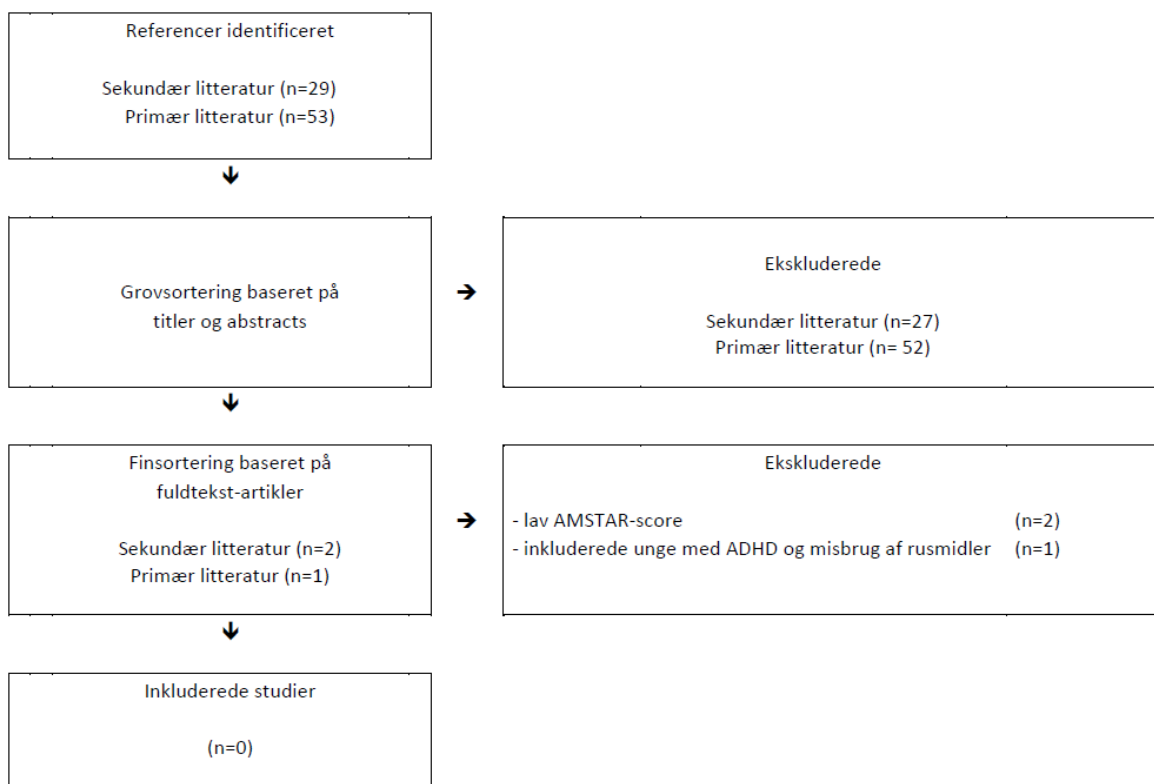 Referencer identificeret
Sekundær litteratur (n=29)
Primær litteratur (n=53)
Grovsortering baseret på
titler og abstracts
Ekskluderede
Sekundær litteratur (n=27)
Primær litteratur (n= 52)
Finsortering baseret på
fuldtekst-artikler
Sekundær litteratur (n=2)
Primær litteratur (n=1)
Ekskluderede
- lav AMSTAR-score (n=2)
- inkluderede unge med ADHD og misbrug af rusmidler (n=1)
Inkluderede studier
(n=0)